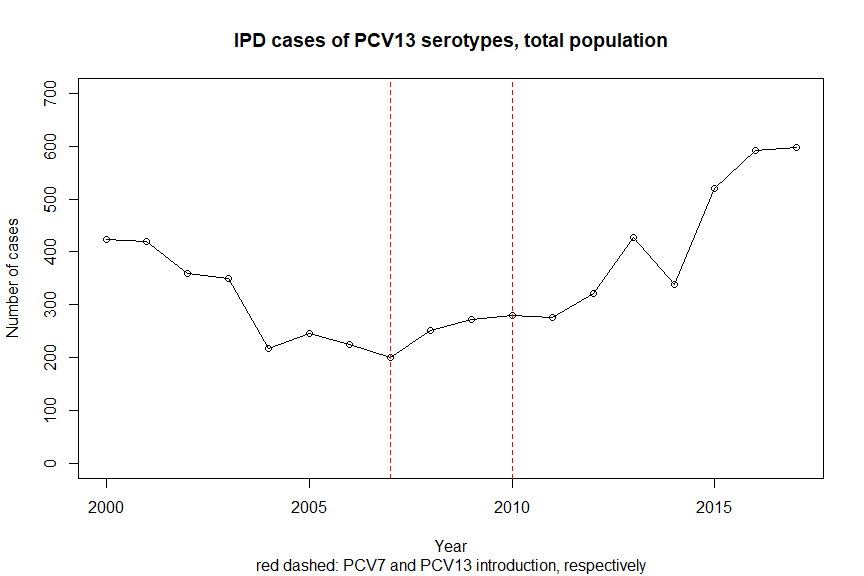 IPD cases of PCV13 serotypes, total population
700
600
500
400
300
200
100
0
Number of cases
2000 2005 2010 2015
Year
red dashed: PCV7 and PCV13 introduction, respectively